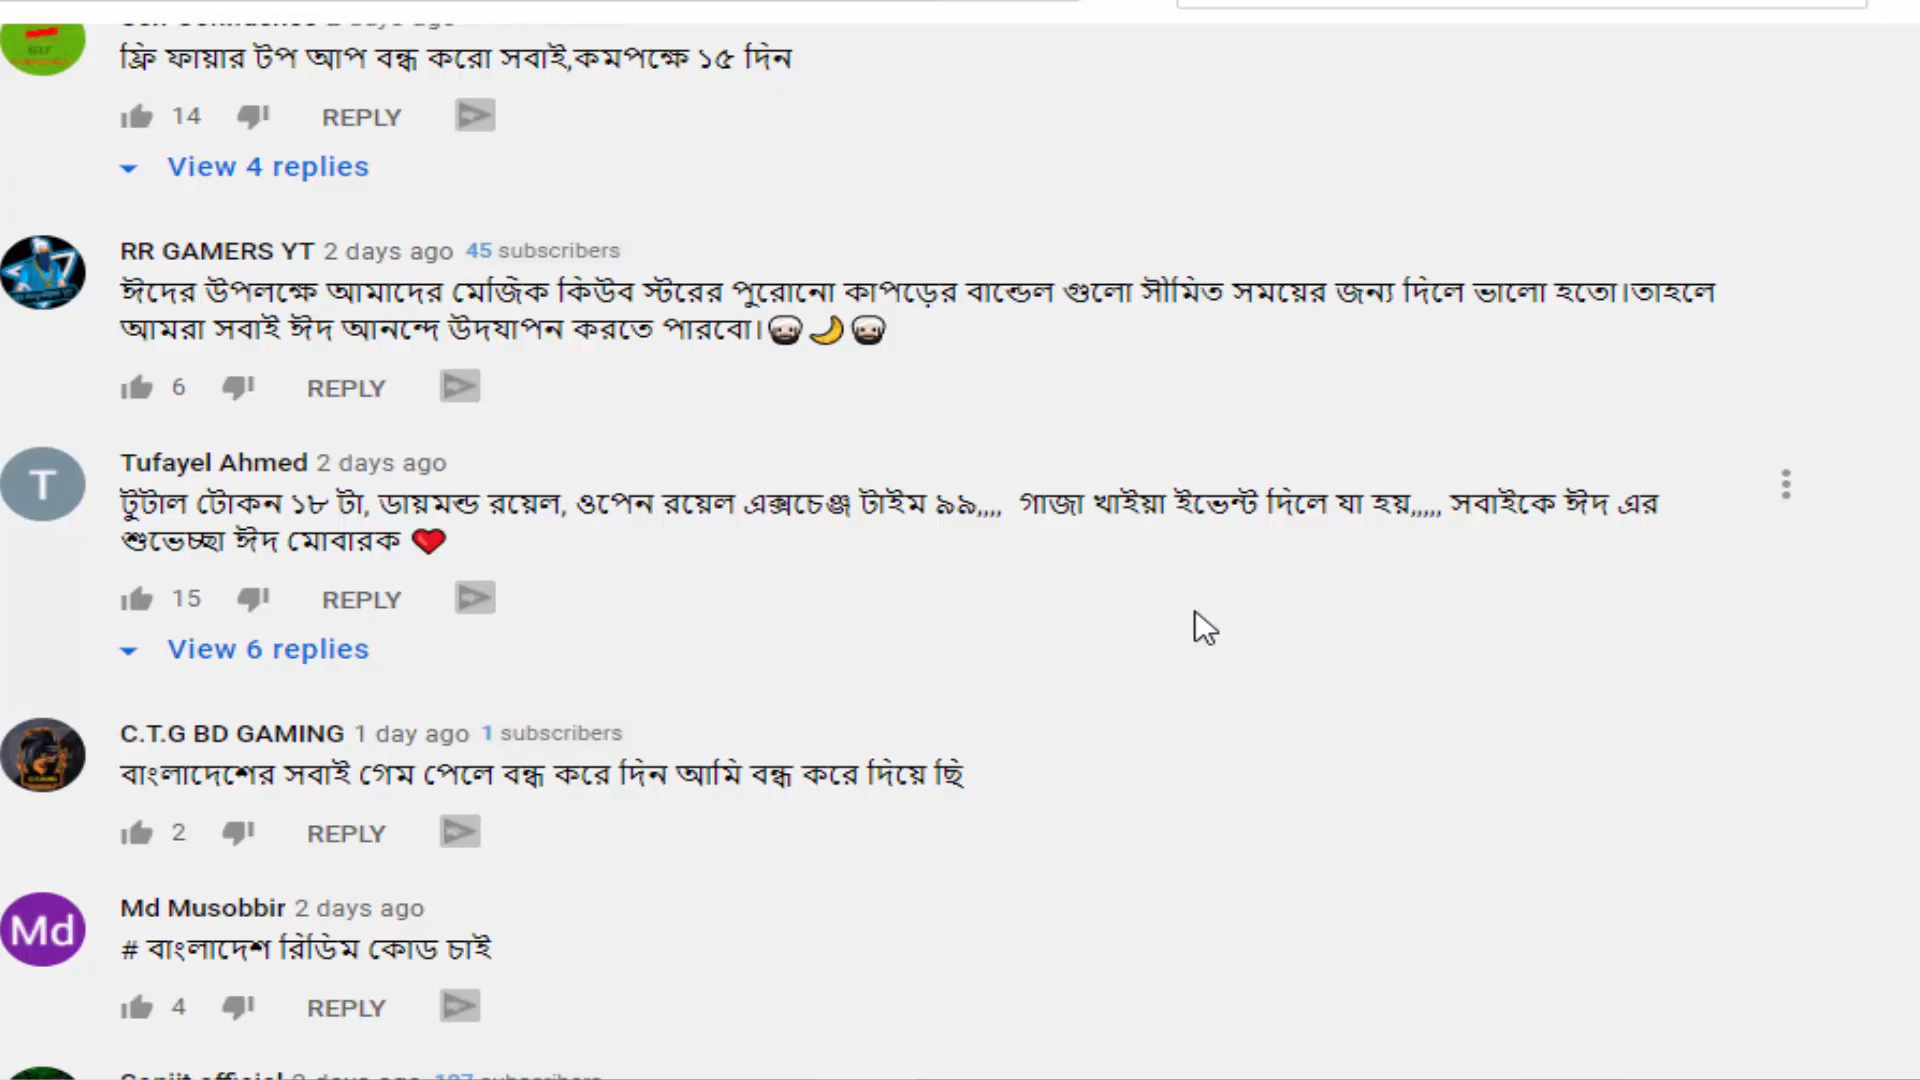 ফ্রি ফায়ার টপ আপ বন্ধ করো সবাই,কমপক্ষে ১৫ দিন
14 REPLY
View 4 replies
RR GAMERS YT 2 days ago 45 subscribers
ঈদের উপলক্ষে আমাদের মেজিক কিউব স্টরের পুরোনো কাপড়ের বান্ডেল গুলো সীমিত সময়ের জন্য দিলে ভালো হতো।তাহলে
আমরা সবাই ঈদ আনন্দে উদযাপন করতে পারবো।
6 REPLY
T
Tufayel Ahmed 2 days ago
টুটাল টোকন ১৮ টা, ডায়মন্ড রয়েল, ওপেন রয়েল এক্সচেঞ্জ টাইম ৯৯,,,, গাজা খাইয়া ইভেন্ট দিলে যা হয়,,,,, সবাইকে ঈদ এর
শুভেচ্ছা ঈদ মোবারক ❤
15 REPLY
View 6 replies
C.T.G BD GAMING 1 day ago 1 subscribers
বাংলাদেশের সবাই গেম পেলে বন্ধ করে দিন আমি বন্ধ করে দিয়ে ছি
2 REPLY
Md
Md Musobbir 2 days ago
# বাংলাদেশ রিডিম কোড চাই
4 REPLY